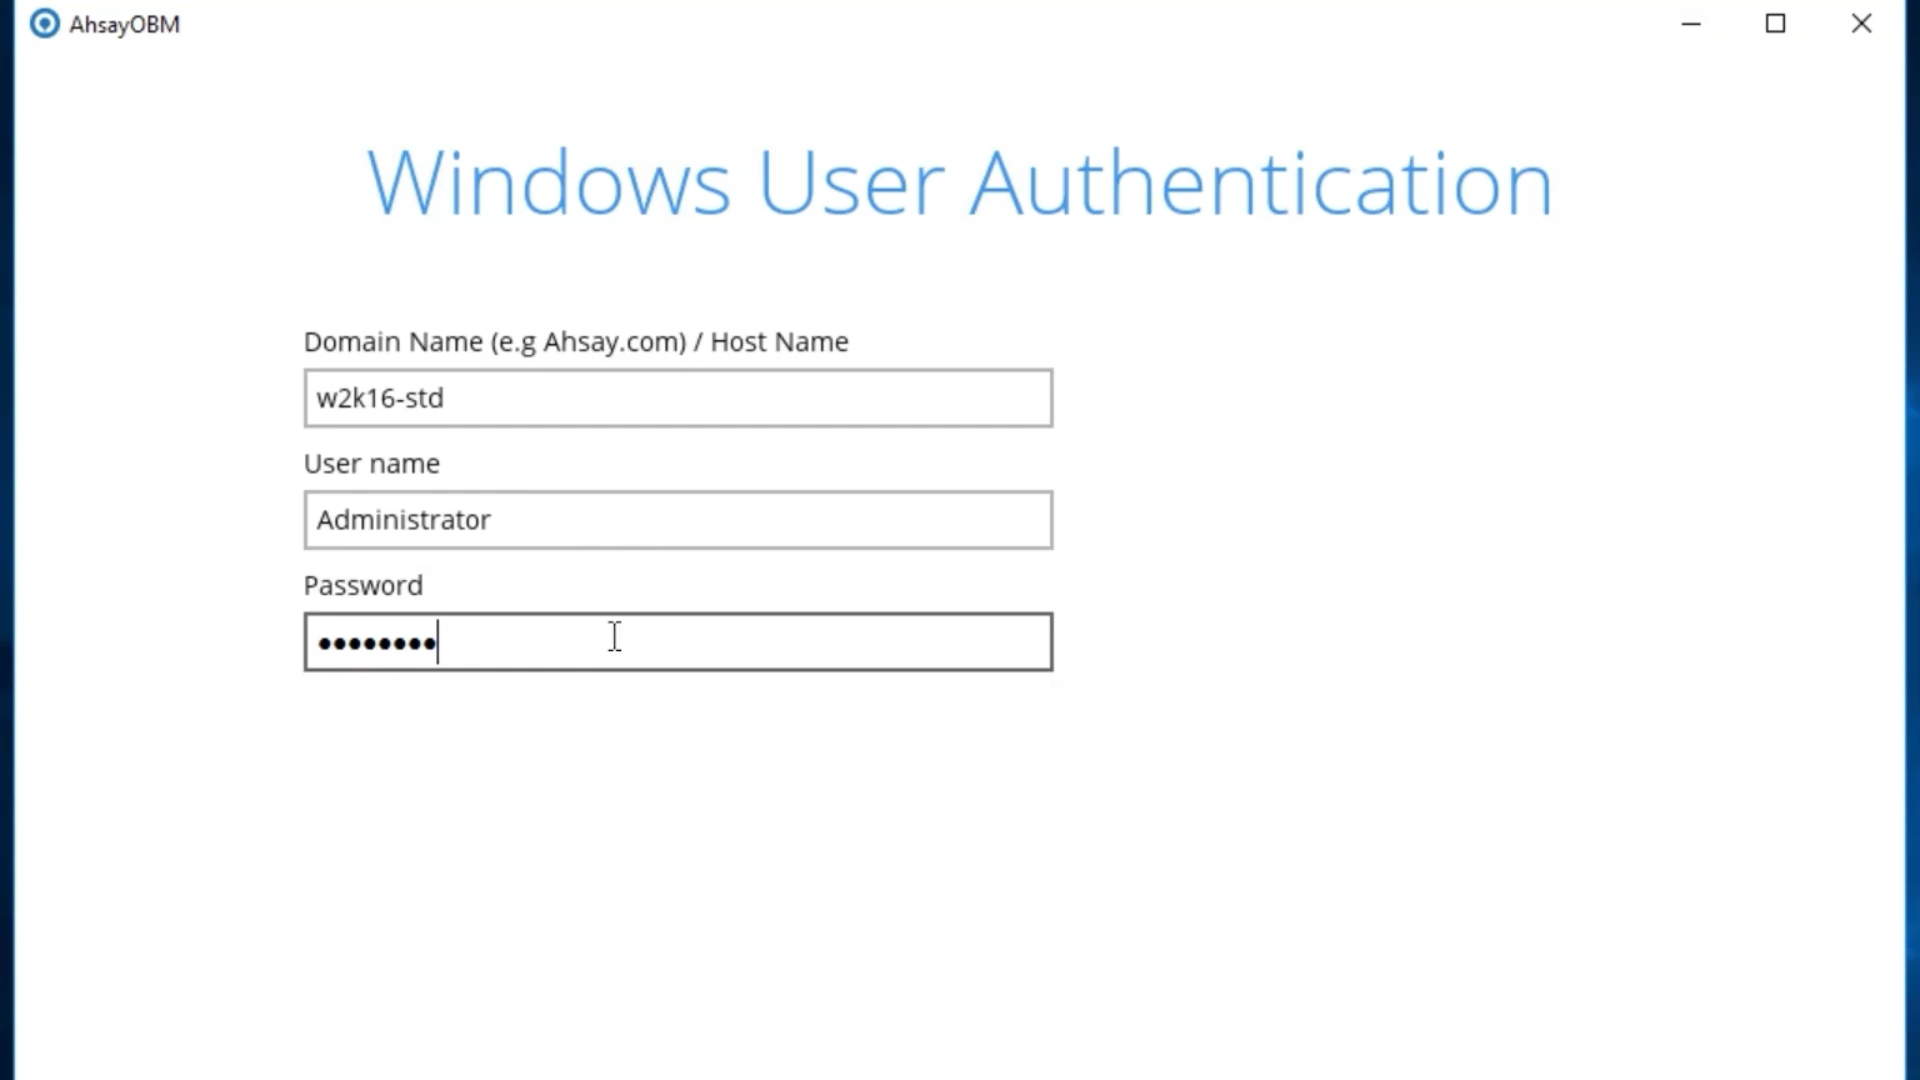 AhsayOBM
Windows User Authentication
Domain Name (e.g Ahsay.com) / Host Name
w2k16-std
User name
Administrator
Password
••••••••